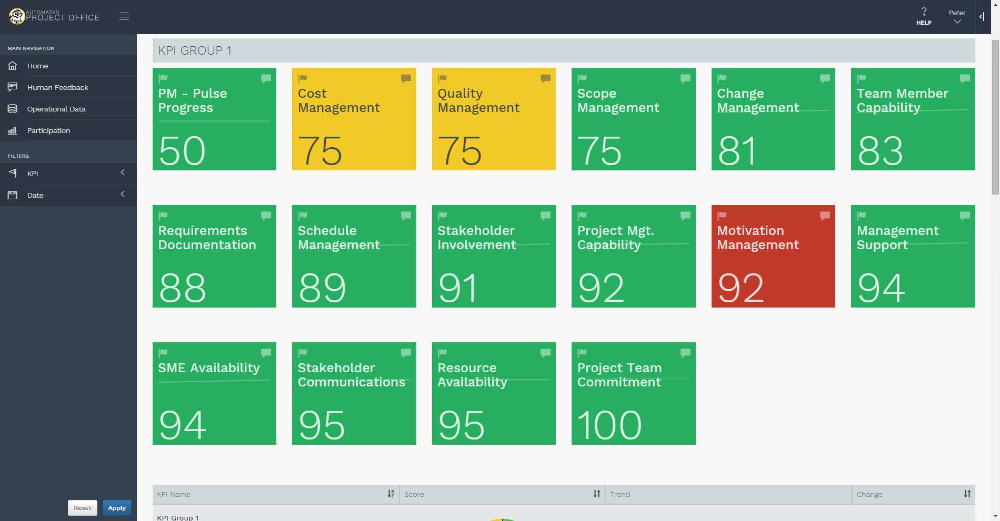 AUTOMATED
PROJECT OFFICE
?
HELP
Peter
MAIN NAVIGATION
Home
Human Feedback
Operational Data
Participation
FILTERS
KPI
Date
Reset
Apply
KPI GROUP 1
PM - Pulse
Progress
50
Cost
Management
75
Quality
Management
75
Scope
Management
75
Change
Management
81
Team Member
Capability
83
Requirements
Documentation
88
Schedule
Management
89
Stakeholder
Involvement
91
Project Mgt.
Capability
92
Motivation
Management
92
Management
Support
94
SME Availability
94
Stakeholder
Communications
95
Resource
Availability
95
Project Team
Commitment
100
KPI Name
Score
Trend
Change
KPI Group 1